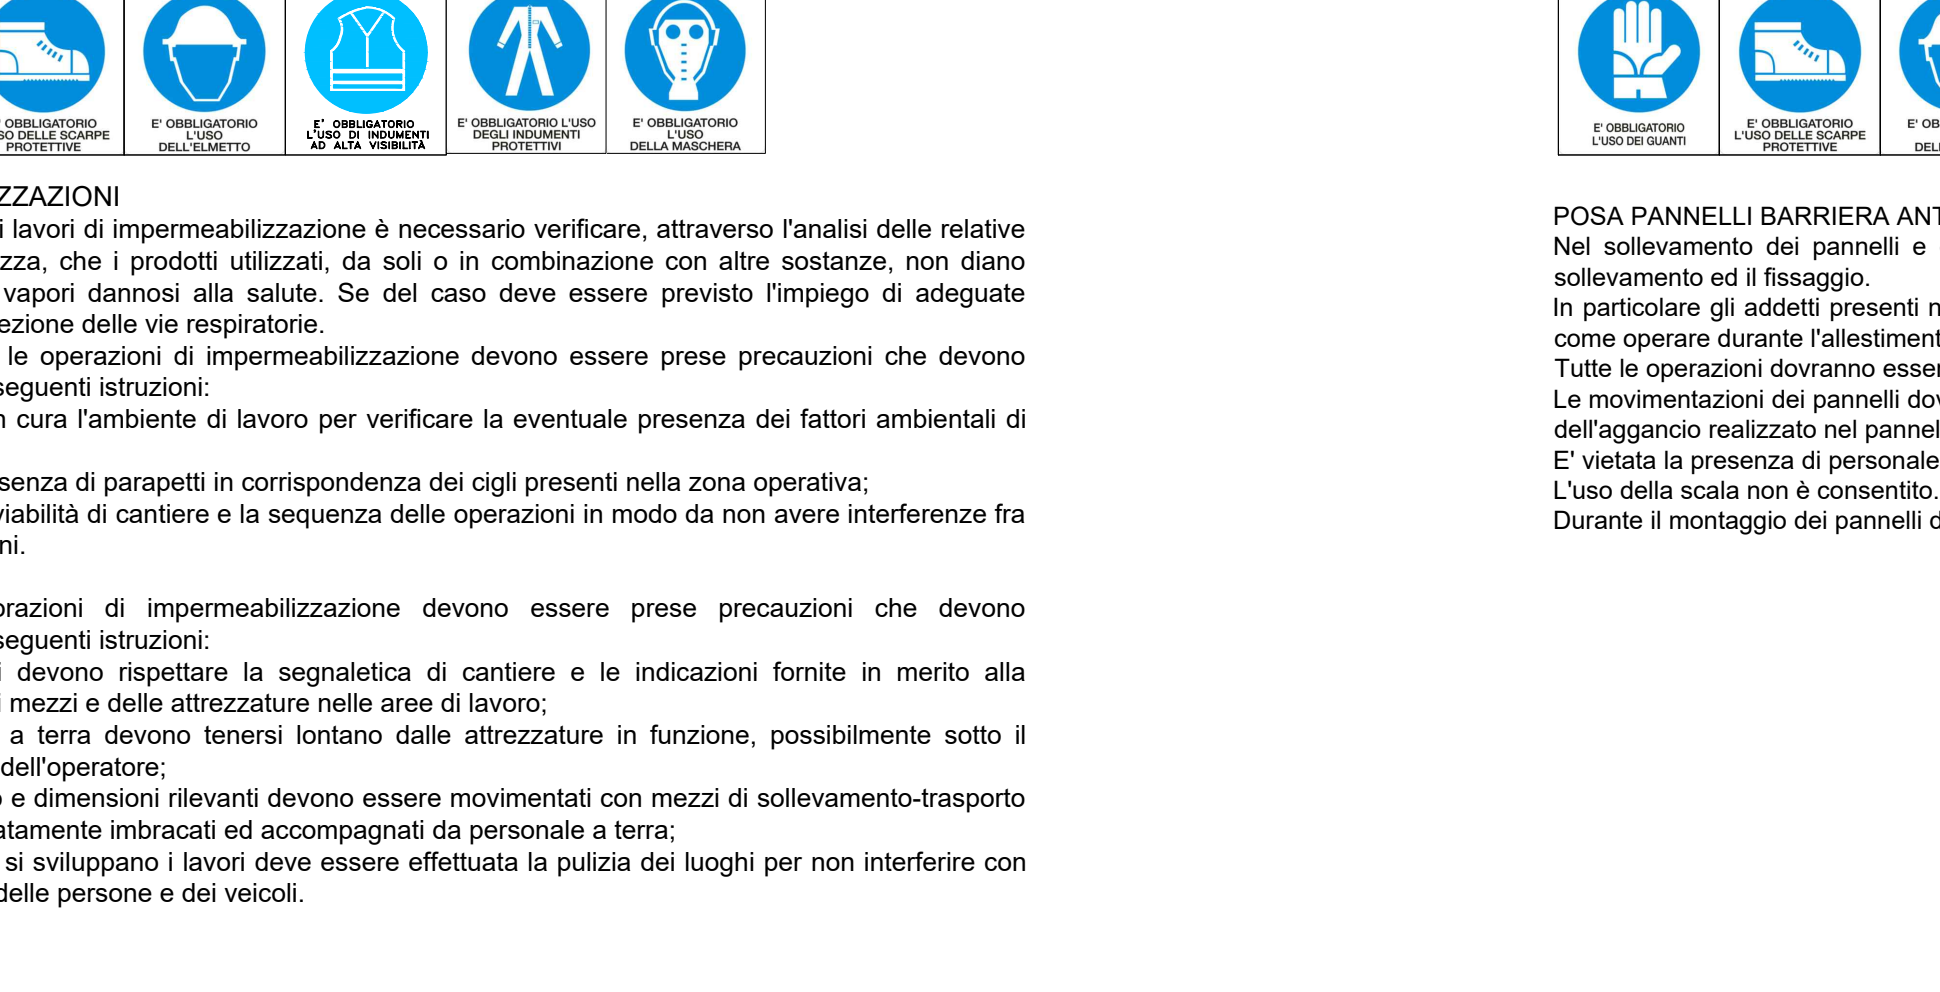 OBBLIGATORIO
DELLE SCARPE
PROTETTIVE
E' OBBLIGATORIO
L'USO
DELL'ELMETTO
E' OBBLIGATORIO
L'USO DI INDUMENTI
AD ALTA VISIBILITÀ
E' OBBLIGATORIO L'USO
DEGLI INDUMENTI
PROTETTIVI
E' OBBLIGATORIO
L'USO
DELLA MASCHERA
ZZAZIONI
i lavori di impermeabilizzazione è necessario verificare, attraverso l'analisi delle relative
zza, che i prodotti utilizzati, da soli o in combinazione con altre sostanze, non diano
vapori dannosi alla salute. Se del caso deve essere previsto l'impiego di adeguate
ezione delle vie respiratorie.
le operazioni di impermeabilizzazione devono essere prese precauzioni che devono
seguenti istruzioni:
cura l'ambiente di lavoro per verificare la eventuale presenza dei fattori ambientali di
senza di parapetti in corrispondenza dei cigli presenti nella zona operativa;
viabilità di cantiere e la sequenza delle operazioni in modo da non avere interferenze fra
ni.
orazioni di impermeabilizzazione devono essere prese precauzioni che devono
seguenti istruzioni:
i devono rispettare la segnaletica di cantiere e le indicazioni fornite in merito alla
i mezzi e delle attrezzature nelle aree di lavoro;
a terra devono tenersi lontano dalle attrezzature in funzione, possibilmente sotto il
dell'operatore;
o e dimensioni rilevanti devono essere movimentati con mezzi di sollevamento-trasporto
atamente imbracati ed accompagnati da personale a terra;
si sviluppano i lavori deve essere effettuata la pulizia dei luoghi per non interferire con
delle persone e dei veicoli.
E' OBBLIGATORIO
L'USO DEI GUANTI
E' OBBLIGATORIO
L'USO DELLE SCARPE
PROTETTIVE
E' OB
DEL
POSA PANNELLI BARRIERA ANT
Nel sollevamento dei pannelli e
sollevamento ed il fissaggio.
In particolare gli addetti presenti n
come operare durante l'allestiment
Tutte le operazioni dovranno esser
Le movimentazioni dei pannelli dov
dell'aggancio realizzato nel pannel
E' vietata la presenza di personale
L'uso della scala non è consentito.
Durante il montaggio dei pannelli d